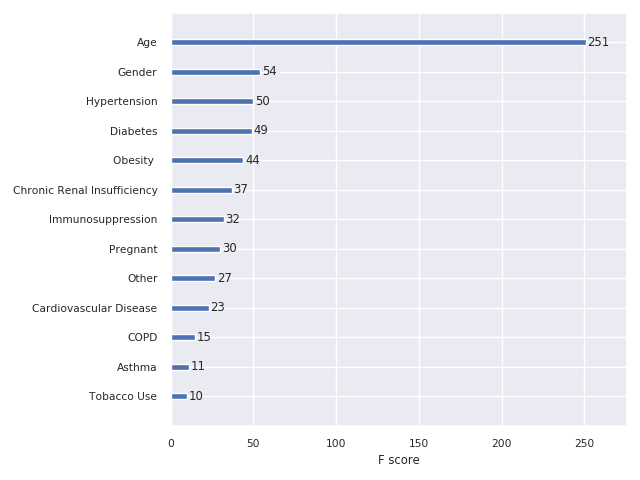 Age 251
Gender 54
Hypertension 50
Diabetes 49
Obesity 44
Chronic Renal Insufficiency 37
Immunosuppression 32
Pregnant 30
Other 27
Cardiovascular Disease 23
COPD 15
Asthma 11
Tobacco Use 10
0 50 100 150 200 250
F score